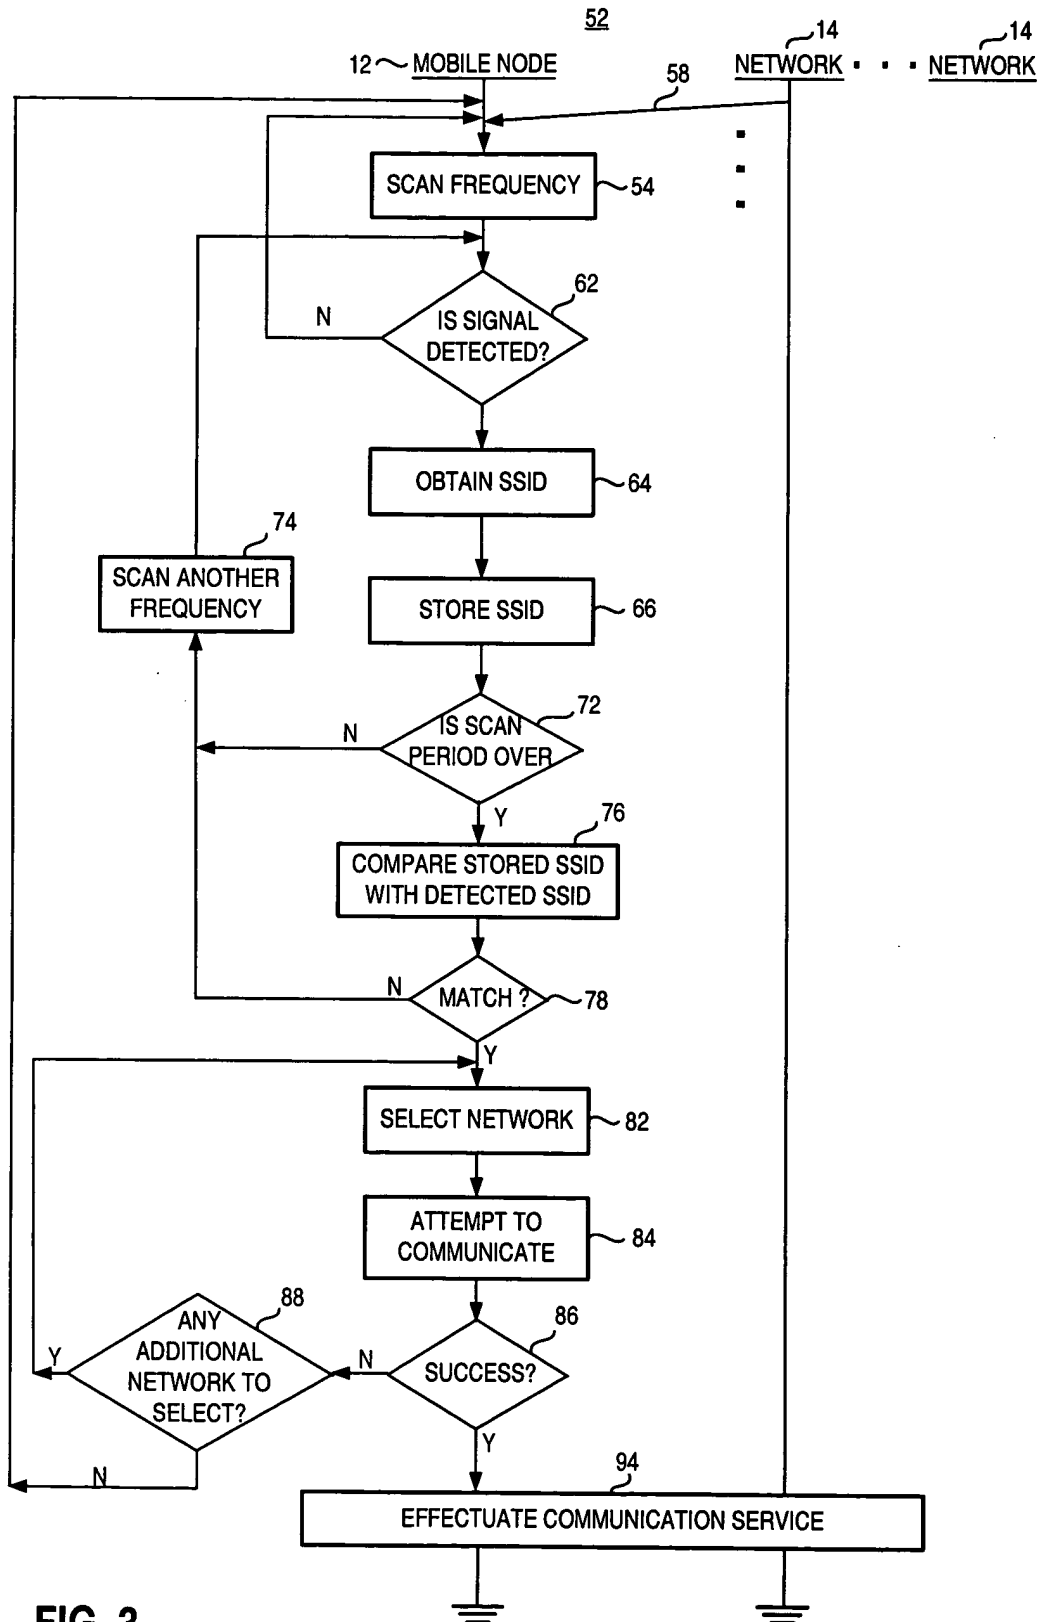 52
12 MOBILE NODE
14
NETWORK
14
NETWORK
58
SCAN FREQUENCY
54
62
IS SIGNAL
DETECTED?
N
OBTAIN SSID
64
74
SCAN ANOTHER
FREQUENCY
STORE SSID
66
72
IS SCAN
PERIOD OVER
N
Y
76
COMPARE STORED SSID
WITH DETECTED SSID
N
MATCH ?
78
Y
SELECT NETWORK
82
ATTEMPT TO
COMMUNICATE
84
88
ANY
ADDITIONAL
NETWORK TO
SELECT?
Y
N
86
SUCCESS?
N
Y
94
EFFECTUATE COMMUNICATION SERVICE
FIG.